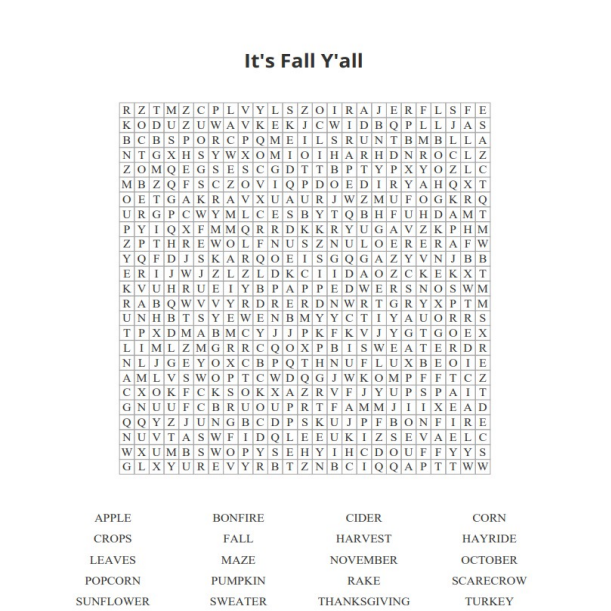 It's Fall Y'all
R Z T M Z C P L V Y L S Z O I R A J E R F L S F E
K O D U Z U W A V K E K J C W I D B Q P L L J A S
B C B S P O R C P Q M E I L S R U N T B M B L L A
N T G X H S Y W X O M I O I H A R H D N R O C L Z
Z O M Q E G S E S C G D T T B P T Y P X Y O Z L C
M B Z Q F S C Z O V I Q P D O E D I R Y A H Q X T
O E T G A K R A V X U A U R J W Z M U F O G K R Q
U R G P C W Y M L C E S B Y T Q B H F U H D A M T
P Y I Q X F M M Q R R D K K R Y U G A V Z K P H M
Z P T H R E W O L F N U S Z N U L O E R E R A F W
Y Q F D J S K A R Q O E I S G Q G A Z Y V N J B B
E R I J W J Z L Z L D K C I I D A O Z C K E K X T
K V U H R U E I Y B P A P P E D W E R S N O S W M
R A B Q W V V Y R D R E R D N W R T G R Y X P T M
U N H B T S Y E W E N B M Y Y C T I Y A U O R R S
T P X D M A B M C Y J J P K F K V J Y G T G O E X
L I M L Z M G R R C Q O X P B I S W E A T E R D R
N L J G E Y O X C B P Q T H N U F L U X B E O I E
A M L V S W O P T C W D Q G J W K O M P F F T C Z
C X O K F C K S O K X A Z R V F J Y U P S P A I T
G N U U F C B R U O U P R T F A M M J I I X E A D
Q Q Y Z J U N G B C D P S K U J P F B O N F I R E
N U V T A S W F I D Q L E E U K I Z S E V A E L C
W X U M B S W O P Y S E H Y I H C D O U F F Y Y S
G L X Y U R E V Y R B T Z N B C I Q Q A P T T W W
APPLE BONFIRE CIDER CORN
CROPS FALL HARVEST HAYRIDE
LEAVES MAZE NOVEMBER OCTOBER
POPCORN PUMPKIN RAKE SCARECROW
SUNFLOWER SWEATER THANKSGIVING TURKEY